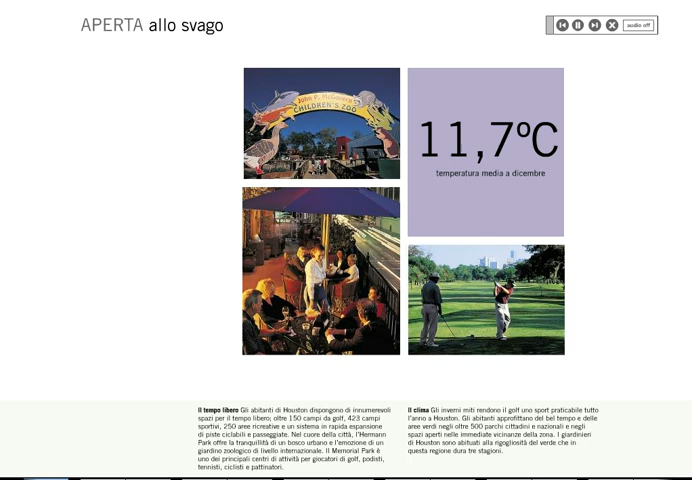 APERTA allo svago
audio off
John P. McGovern
CHILDREN'S ZOO
11,7ºC
temperatura media a dicembre
Il tempo libero Gli abitanti di Houston dispongono di innumerevoli
spazi per il tempo libero; oltre 150 campi da golf, 423 campi
sportivi, 250 aree ricreative e un sistema in rapida espansione
di piste ciclabili e passeggiate. Nel cuore della città, l'Hermann
Park offre la tranquillità di un bosco urbano e l'emozione di un
giardino zoologico di livello internazionale. Il Memorial Park è
uno dei principali centri di attività per giocatori di golf, podisti,
tennisti, ciclisti e pattinatori.
Il clima Gli inverni miti rendono il golf uno sport praticabile tutto
l'anno a Houston. Gli abitanti approfittano del bel tempo e delle
aree verdi negli oltre 500 parchi cittadini e nazionali e negli
spazi aperti nelle immediate vicinanze della zona. I giardinieri
di Houston sono abituati alla rigogliosità del verde che in
questa regione dura tre stagioni.